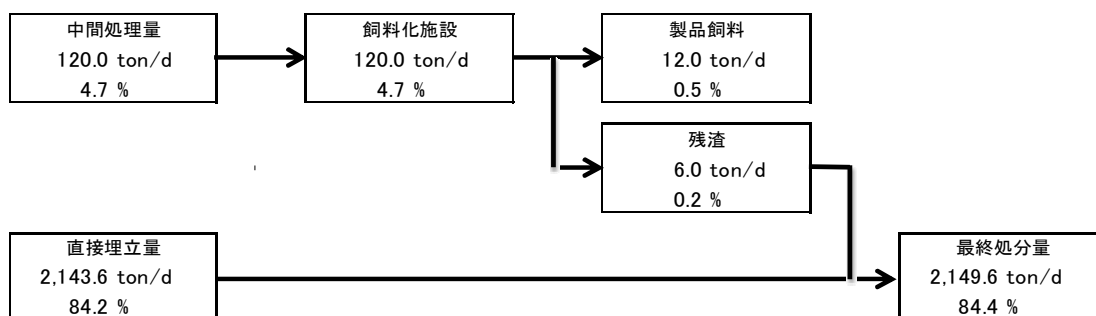 中間処理量
120.0 ton/d
4.7 %
飼料化施設
120.0 ton/d
4.7 %
製品飼料
12.0 ton/d
0.5 %
残渣
6.0 ton/d
0.2 %
直接埋立量
2,143.6 ton/d
84.2 %
最終処分量
2,149.6 ton/d
84.4 %